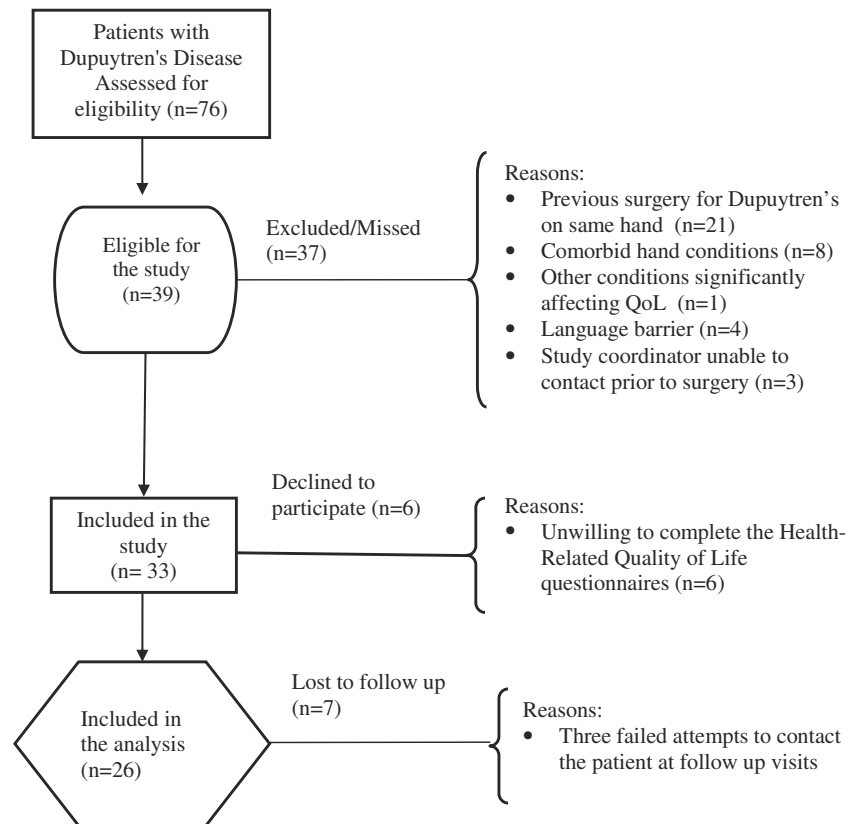 Patients with
Dupuytren's Disease
Assessed for
eligibility (n=76)
Eligible for
the study
(n=39)
Excluded/Missed
(n=37)
Reasons:
• Previous surgery for Dupuytren’s
on same hand (n=21)
• Comorbid hand conditions (n=8)
• Other conditions significantly
affecting QoL (n=1)
• Language barrier (n=4)
• Study coordinator unable to
contact prior to surgery (n=3)
Included in the
study
(n= 33)
Declined to
participate (n=6)
Reasons:
• Unwilling to complete the Health-
Related Quality of Life
questionnaires (n=6)
Included in
the analysis
(n=26)
Lost to follow up
(n=7)
Reasons:
• Three failed attempts to contact
the patient at follow up visits